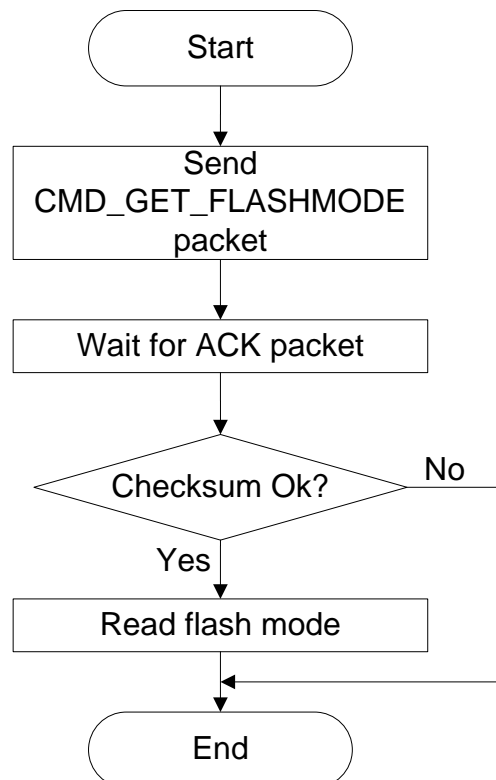 Start
Send
CMD_GET_FLASHMODE
packet
Wait for ACK packet
Checksum Ok?
No
Yes
Read flash mode
End